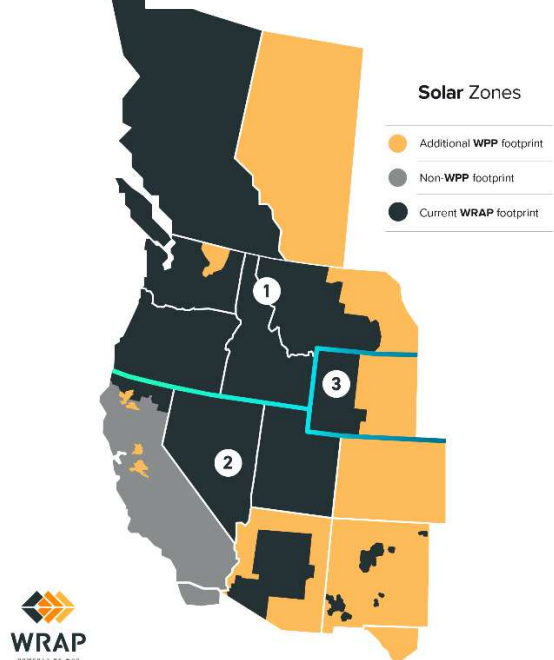 Solar Zones
Additional WPP footprint
Non-WPP footprint
Current WRAP footprint
1
3
2
WRAP